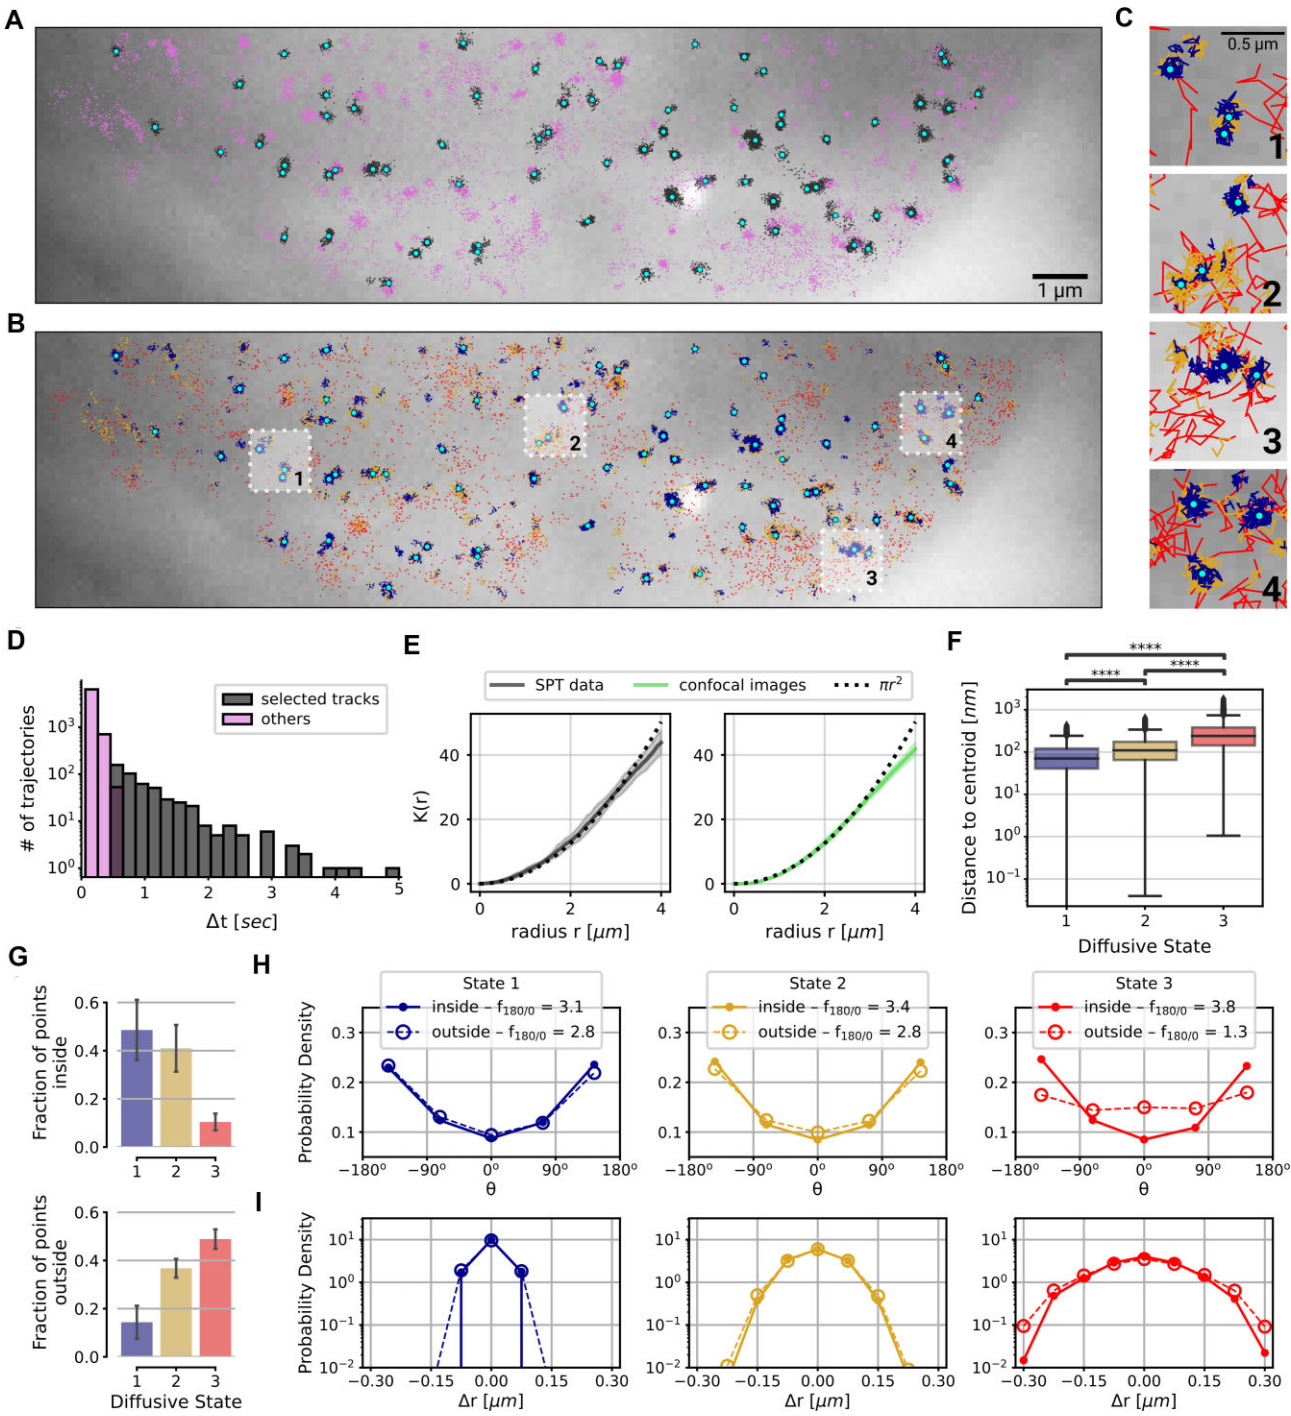 A
1 μm
B
1
2
3
4
C
0.5 μm
1
2
3
4
D
# of trajectories
10³
10²
10¹
10⁰
selected tracks
others
0 1 2 3 4 5
Δt [sec]
E
SPT data confocal images πr²
K(r)
40
20
0
0 2 4
radius r [μm]
40
20
0
0 2 4
radius r [μm]
F
****
**** ****
Distance to centroid [nm]
10³
10²
10¹
10⁰
10⁻¹
1 2 3
Diffusive State
G
Fraction of points
inside
0.6
0.4
0.2
0.0
1 2 3
Fraction of points
outside
0.6
0.4
0.2
0.0
1 2 3
Diffusive State
H
Probability Density
0.3
0.2
0.1
State 1
inside – f180/0 = 3.1
outside – f180/0 = 2.8
−180° −90° 0° 90° 180°
θ
0.3
0.2
0.1
State 2
inside – f180/0 = 3.4
outside – f180/0 = 2.8
−180° −90° 0° 90° 180°
θ
0.3
0.2
0.1
State 3
inside – f180/0 = 3.8
outside – f180/0 = 1.3
−180° −90° 0° 90° 180°
θ
I
Probability Density
10¹
10⁰
10⁻¹
10⁻²
−0.30 −0.15 0.00 0.15 0.30
Δr [μm]
10¹
10⁰
10⁻¹
10⁻²
−0.30 −0.15 0.00 0.15 0.30
Δr [μm]
10¹
10⁰
10⁻¹
10⁻²
−0.30 −0.15 0.00 0.15 0.30
Δr [μm]